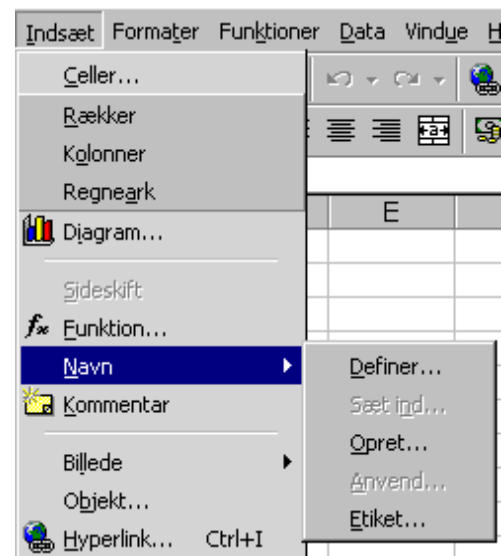 Indsæt Formater Funktioner Data Vindue H
Celler...
Rækker
Kolonner
Regneark
E
Diagram...
Sideskift
Funktion...
Navn
Definer...
Kommentar
Sæt ind...
Opret...
Billede
Anvend...
Objekt...
Etiket...
Hyperlink... Ctrl+I